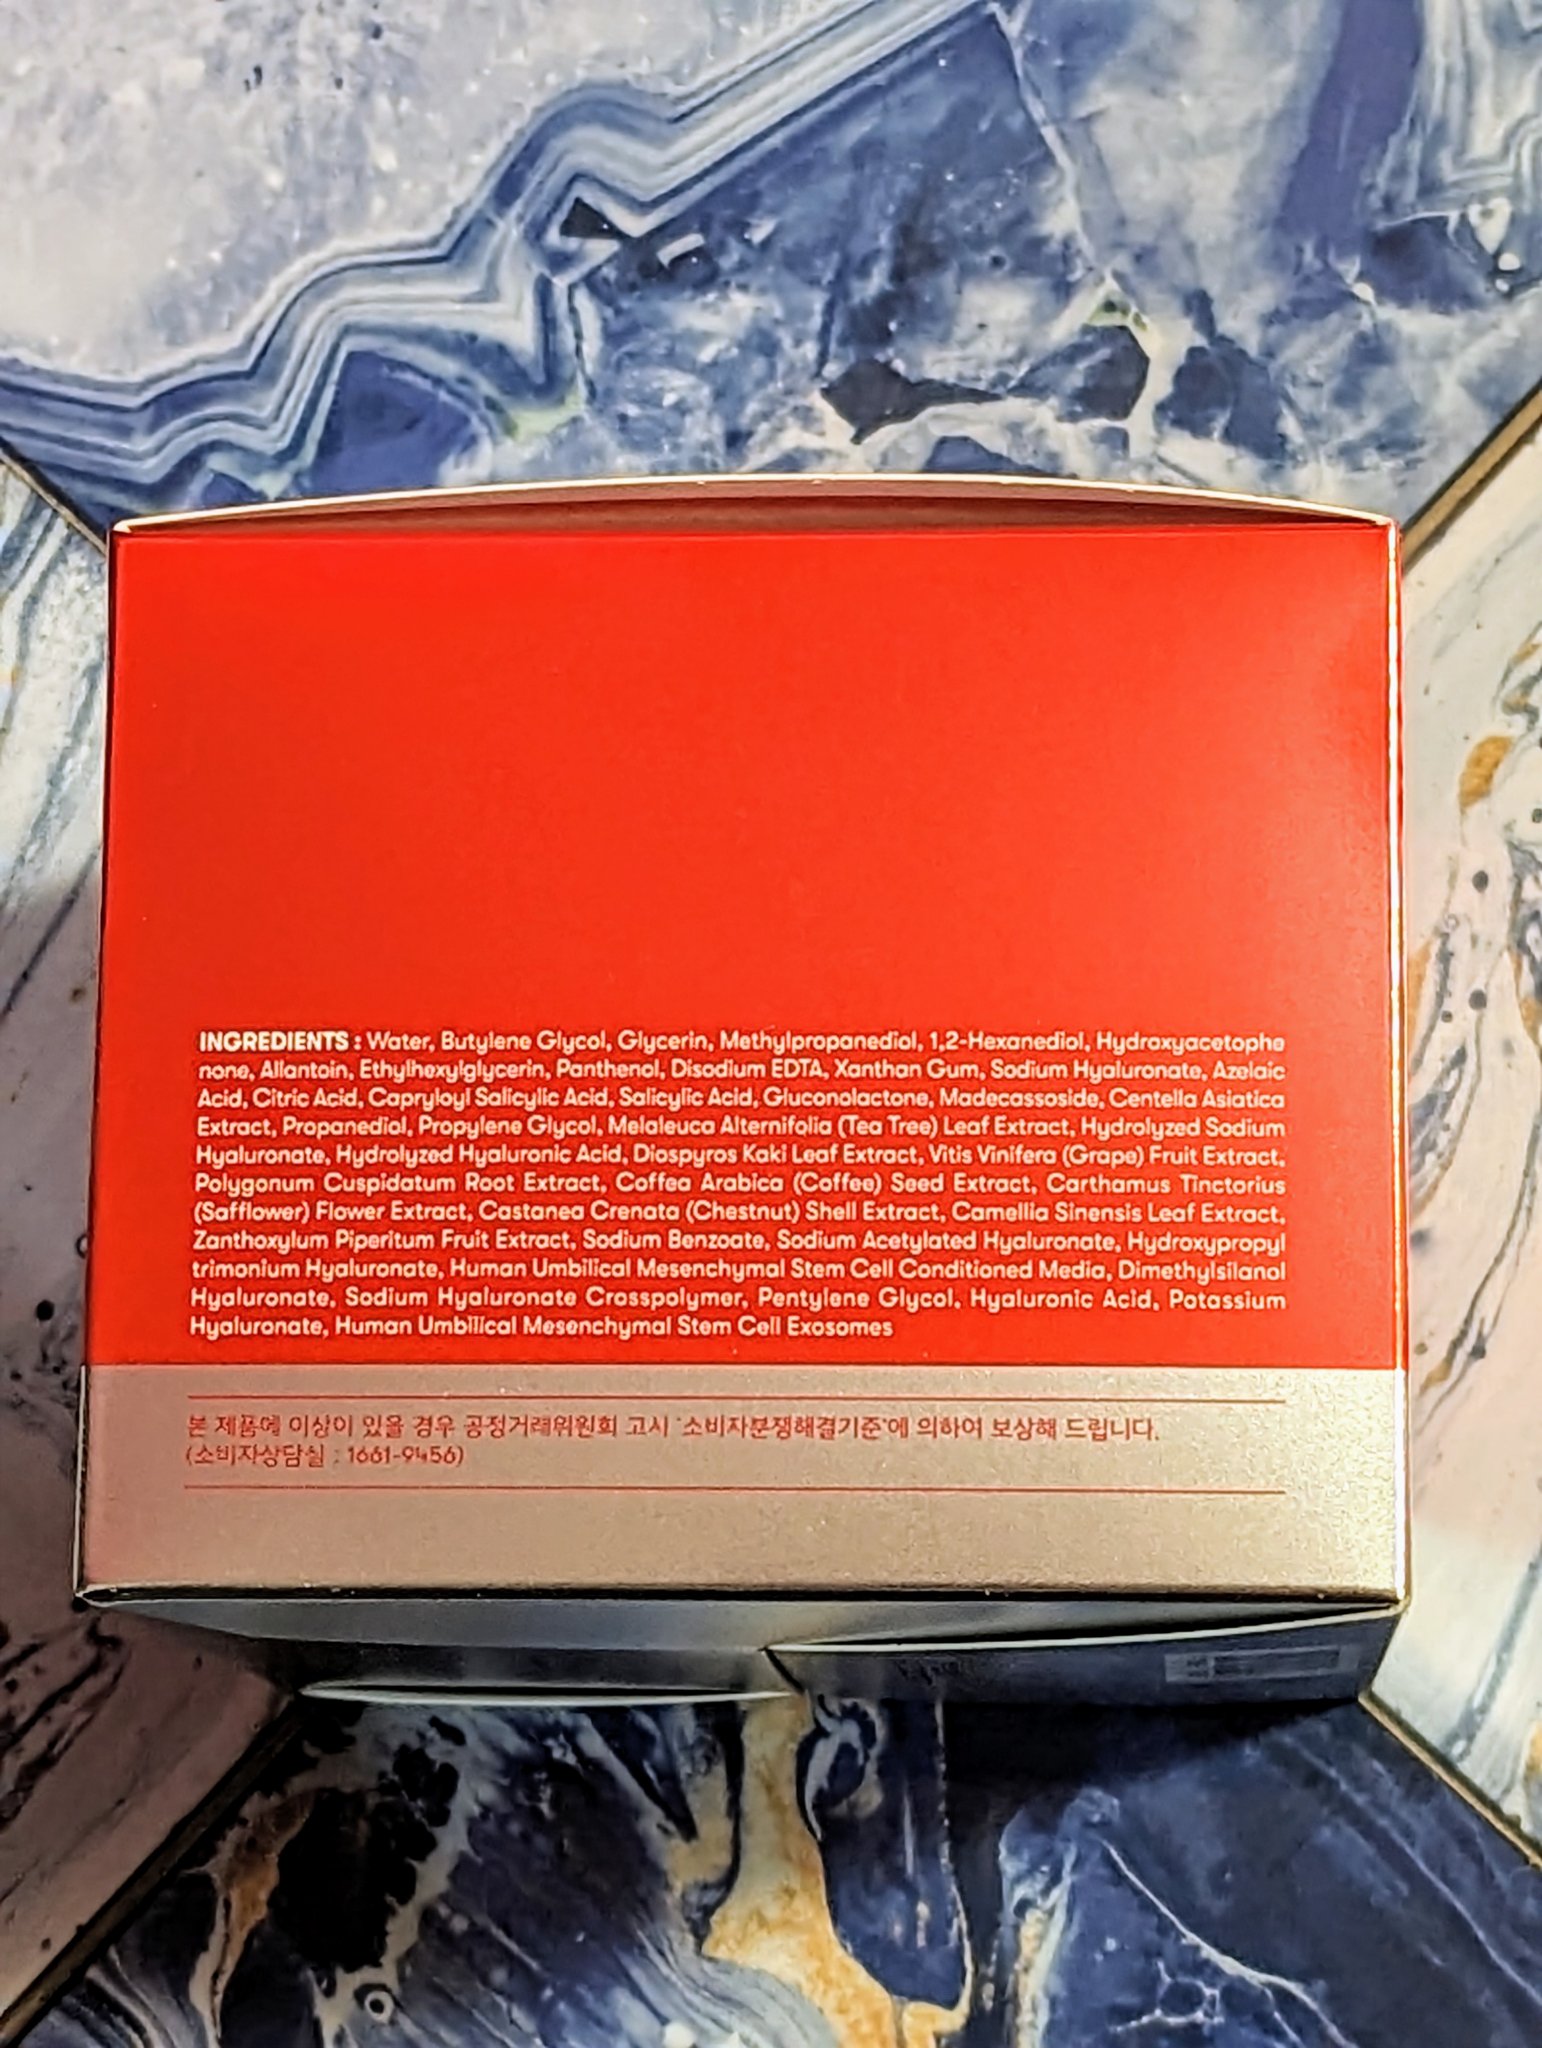 INGREDIENTS : Water, Butylene Glycol, Glycerin, Methylpropanediol, 1,2-Hexanediol, Hydroxyacetophe
none, Allantoin, Ethylhexylglycerin, Panthenol, Disodium EDTA, Xanthan Gum, Sodium Hyaluronate, Azelaic
Acid, Citric Acid, Capryloyl Salicylic Acid, Salicylic Acid, Gluconolactone, Madecassoside, Centella Asiatica
Extract, Propanediol, Propylene Glycol, Melaleuca Alternifolia (Tea Tree) Leaf Extract, Hydrolyzed Sodium
Hyaluronate, Hydrolyzed Hyaluronic Acid, Diospyros Kaki Leaf Extract, Vitis Vinifera (Grape) Fruit Extract,
Polygonum Cuspidatum Root Extract, Coffea Arabica (Coffee) Seed Extract, Carthamus Tinctorius
(Safflower) Flower Extract, Castanea Crenata (Chestnut) Shell Extract, Camellia Sinensis Leaf Extract,
Zanthoxylum Piperitum Fruit Extract, Sodium Benzoate, Sodium Acetylated Hyaluronate, Hydroxypropyl
trimonium Hyaluronate, Human Umbilical Mesenchymal Stem Cell Conditioned Media, Dimethylsilanol
Hyaluronate, Sodium Hyaluronate Crosspolymer, Pentylene Glycol, Hyaluronic Acid, Potassium
Hyaluronate, Human Umbilical Mesenchymal Stem Cell Exosomes
본 제품에 이상이 있을 경우 공정거래위원회 고시 '소비자분쟁해결기준'에 의하여 보상해 드립니다.
(소비자상담실 : 1661-9456)